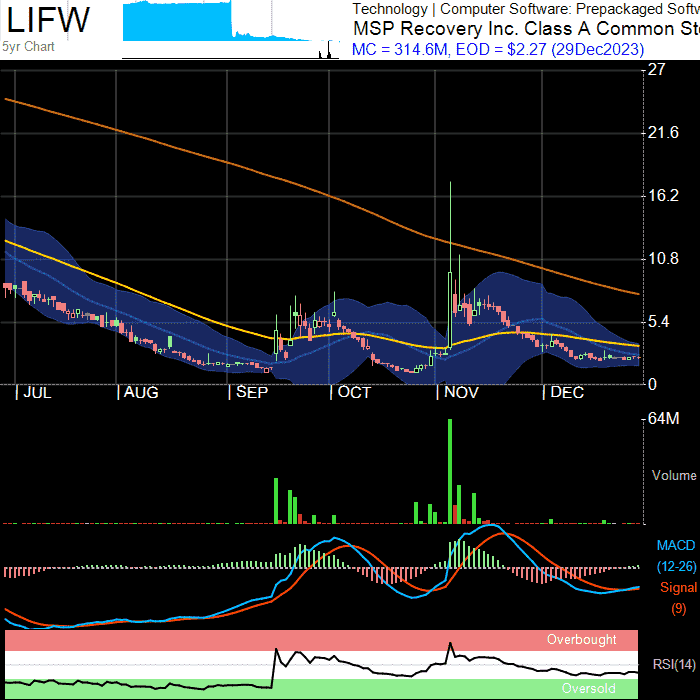 LIFW
5yr Chart
Technology | Computer Software: Prepackaged Softw
MSP Recovery Inc. Class A Common Sto
MC = 314.6M, EOD = $2.27 (29Dec2023)
27
21.6
16.2
10.8
5.4
0
JUL AUG SEP OCT NOV DEC
64M
Volume
MACD
(12-26)
Signal
(9)
Overbought
RSI(14)
Oversold